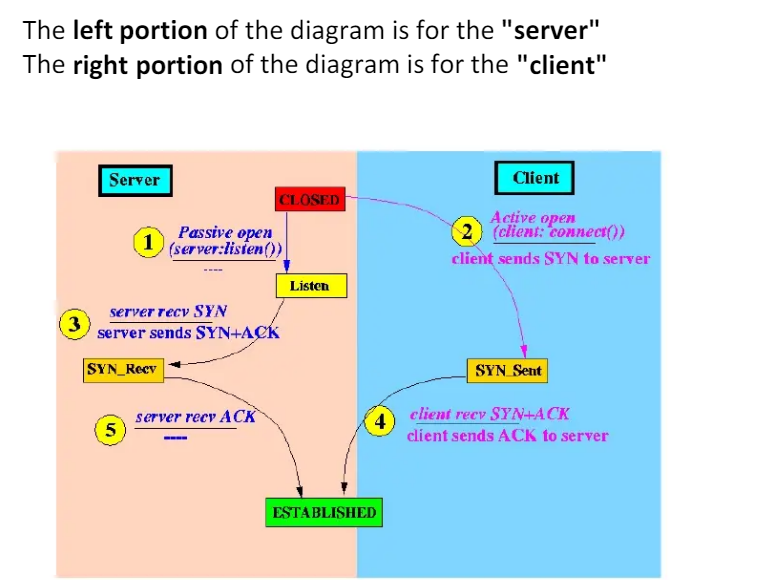 The left portion of the diagram is for the "server"
The right portion of the diagram is for the "client"
Server
Client
CLOSED
1
Passive open
(server:listen())
----
2
Active open
(client: connect())
client sends SYN to server
Listen
3
server recv SYN
server sends SYN+ACK
SYN_Recv
SYN_Sent
5
server recv ACK
----
4
client recv SYN+ACK
client sends ACK to server
ESTABLISHED